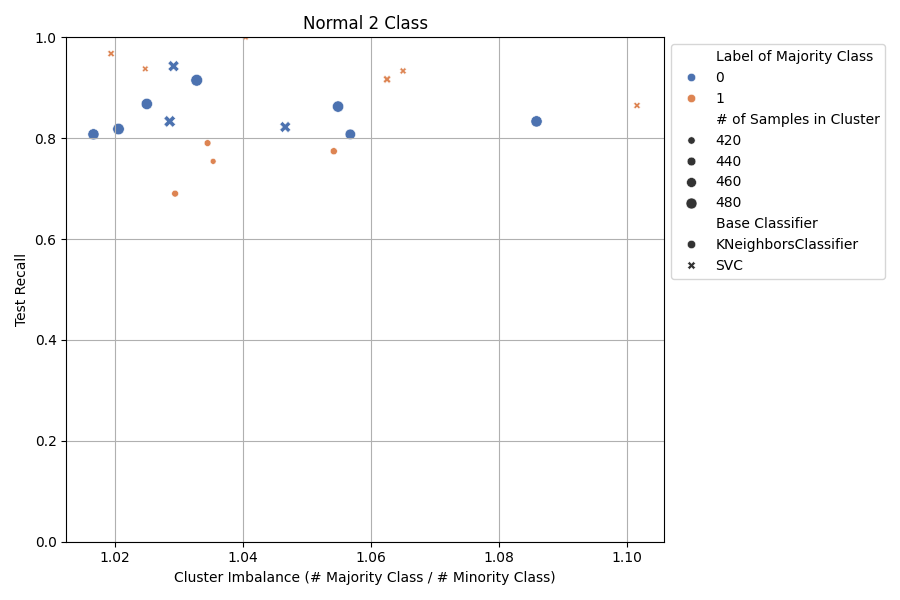 Normal 2 Class
1.0
0.8
0.6
0.4
0.2
0.0
Test Recall
1.02
1.04
1.06
1.08
1.10
Cluster Imbalance (# Majority Class / # Minority Class)
Label of Majority Class
0
1
# of Samples in Cluster
420
440
460
480
Base Classifier
KNeighborsClassifier
SVC